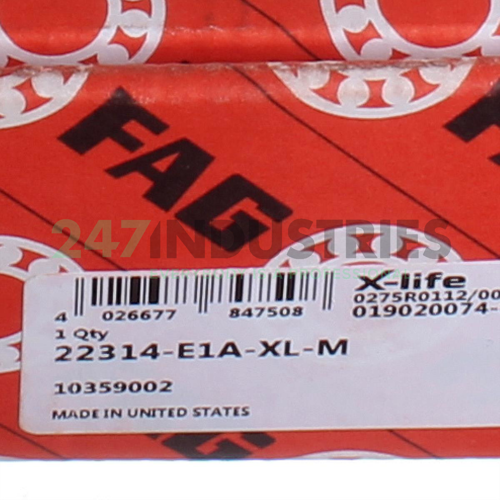 FAG
247INDUSTRIES
X-life
4 026677 847508
0275R0112/00
019020074-
1 Qty
22314-E1A-XL-M
10359002
MADE IN UNITED STATES